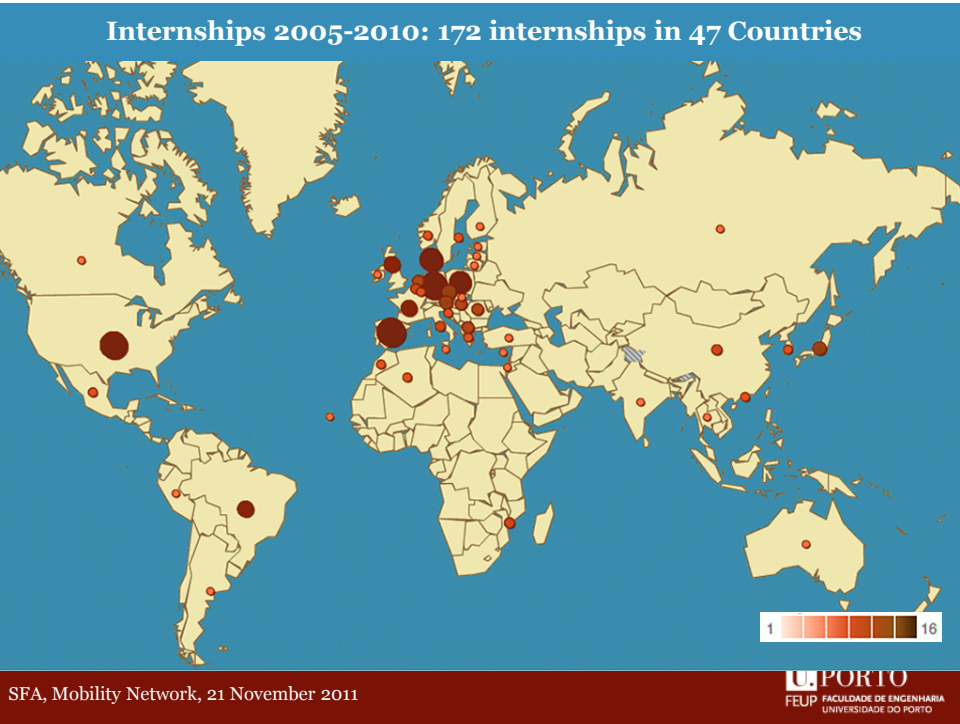 Internships 2005-2010: 172 internships in 47 Countries
1
16
SFA, Mobility Network, 21 November 2011
U. PORTO
FEUP FACULDADE DE ENGENHARIA
UNIVERSIDADE DO PORTO